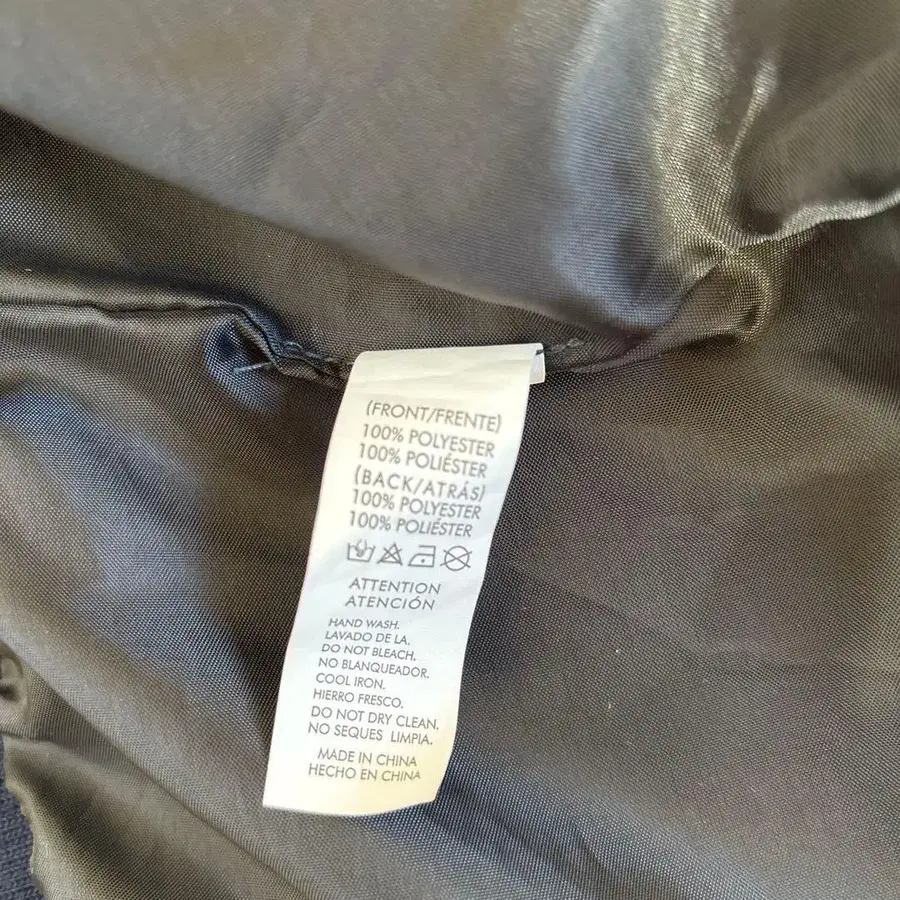 (FRONT/FRENTE)
100% POLYESTER
100% POLIÉSTER
(BACK/ATRÁS)
100% POLYESTER
100% POLIÉSTER
ATTENTION
ATENCIÓN
HAND WASH.
LAVADO DE LA.
DO NOT BLEACH.
NO BLANQUEADOR.
COOL IRON.
HIERRO FRESCO.
DO NOT DRY CLEAN.
NO SEQUES LIMPIA.
MADE IN CHINA
HECHO EN CHINA